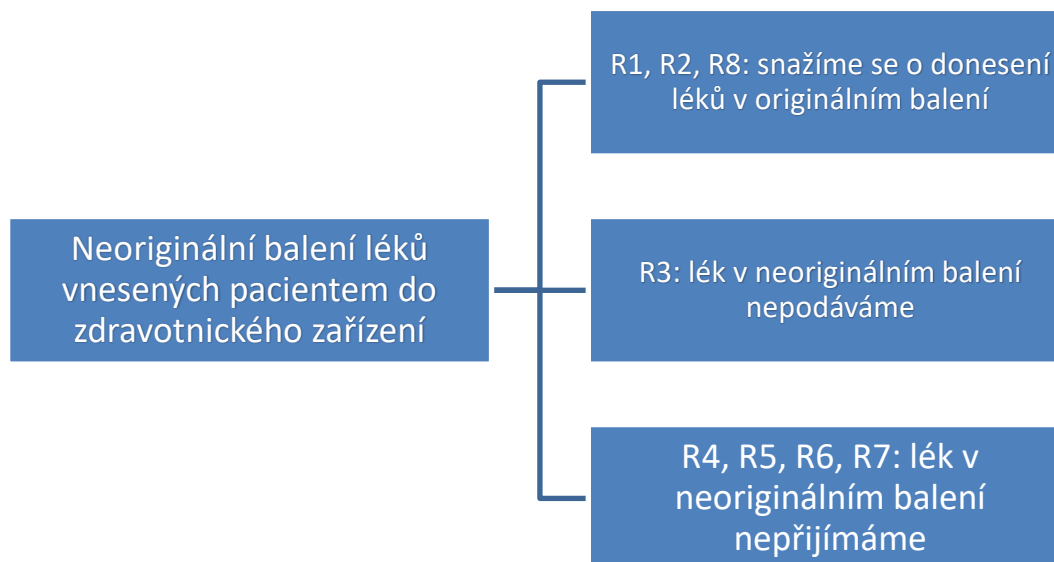 R1, R2, R8: snažíme se o donesení
léků v originálním balení
Neoriginální balení léků
vnesených pacientem do
zdravotnického zařízení
R3: lék v neoriginálním balení
nepodáváme
R4, R5, R6, R7: lék v
neoriginálním balení
nepřijímáme